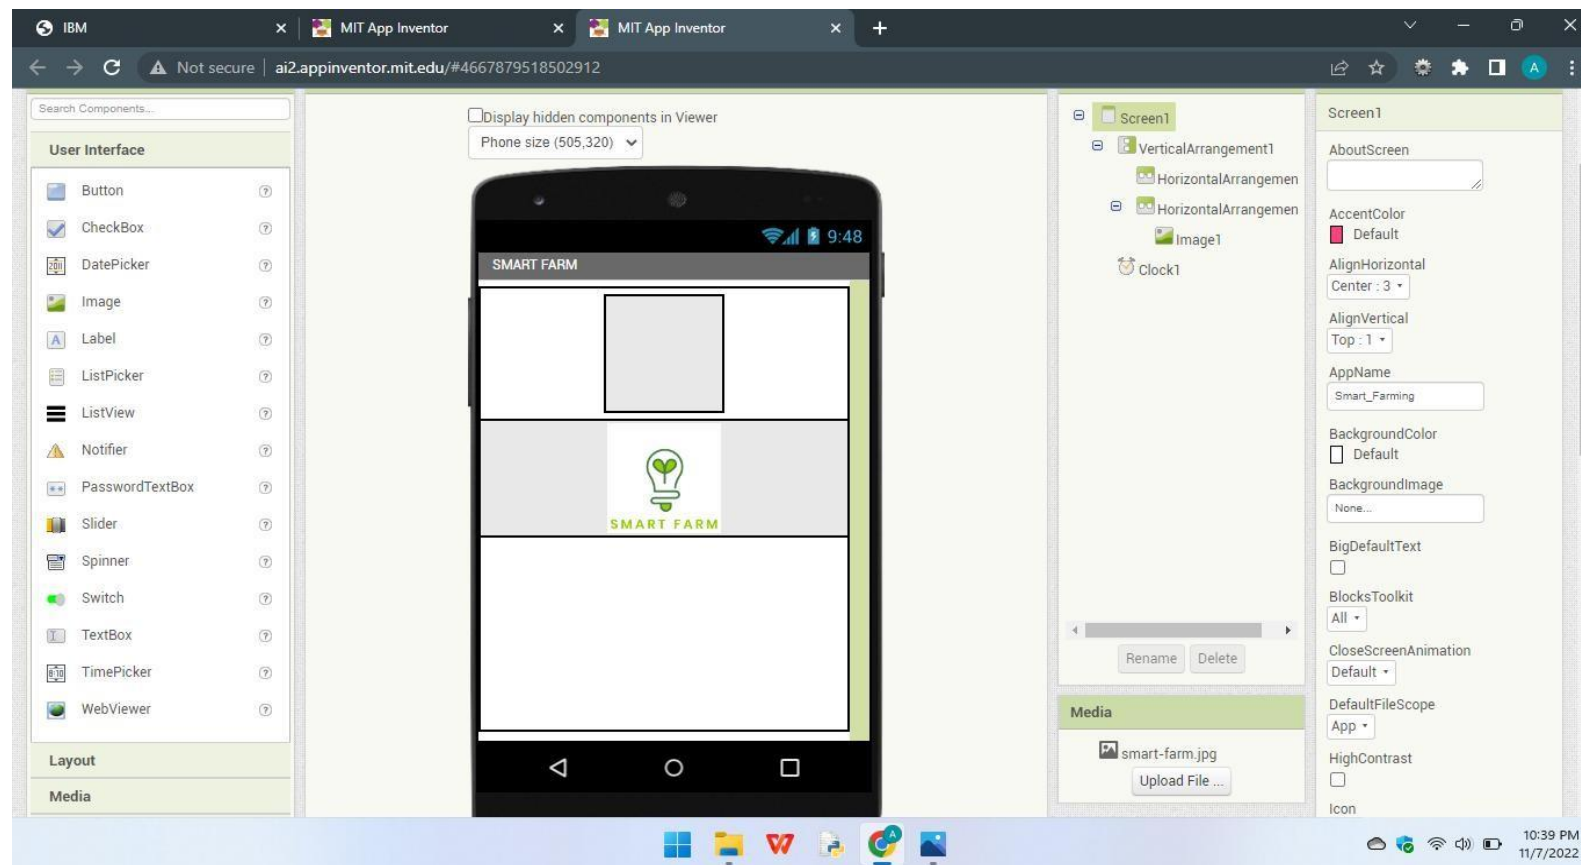 IBM
MIT App Inventor
MIT App Inventor
Not secure
ai2.appinventor.mit.edu/#4667879518502912
A
Search Components...
User Interface
Button
CheckBox
DatePicker
Image
Label
ListPicker
ListView
Notifier
PasswordTextBox
Slider
Spinner
Switch
TextBox
TimePicker
WebViewer
Layout
Media
Display hidden components in Viewer
Phone size (505,320)
9:48
SMART FARM
SMART FARM
Screen1
VerticalArrangement1
HorizontalArrangemen
HorizontalArrangemen
Image1
Clock1
Rename
Delete
Media
smart-farm.jpg
Upload File ...
Screen1
AboutScreen
AccentColor
Default
AlignHorizontal
Center : 3
AlignVertical
Top : 1
AppName
Smart_Farming
BackgroundColor
Default
BackgroundImage
None...
BigDefaultText
BlocksToolkit
All
CloseScreenAnimation
Default
DefaultFileScope
App
HighContrast
Icon
10:39 PM
11/7/2022